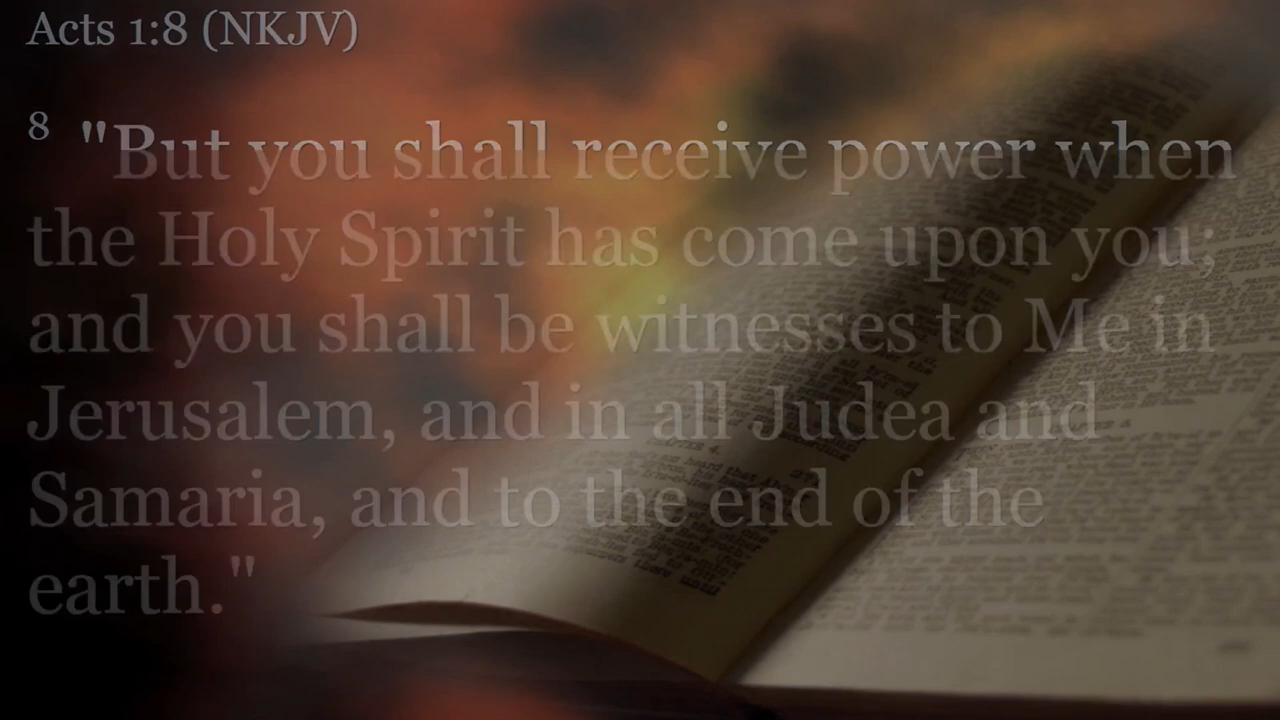 Acts 1:8 (NKJV)
8 "But you shall receive power when
the Holy Spirit has come upon you;
and you shall be witnesses to Me in
Jerusalem, and in all Judea and
Samaria, and to the end of the
earth."